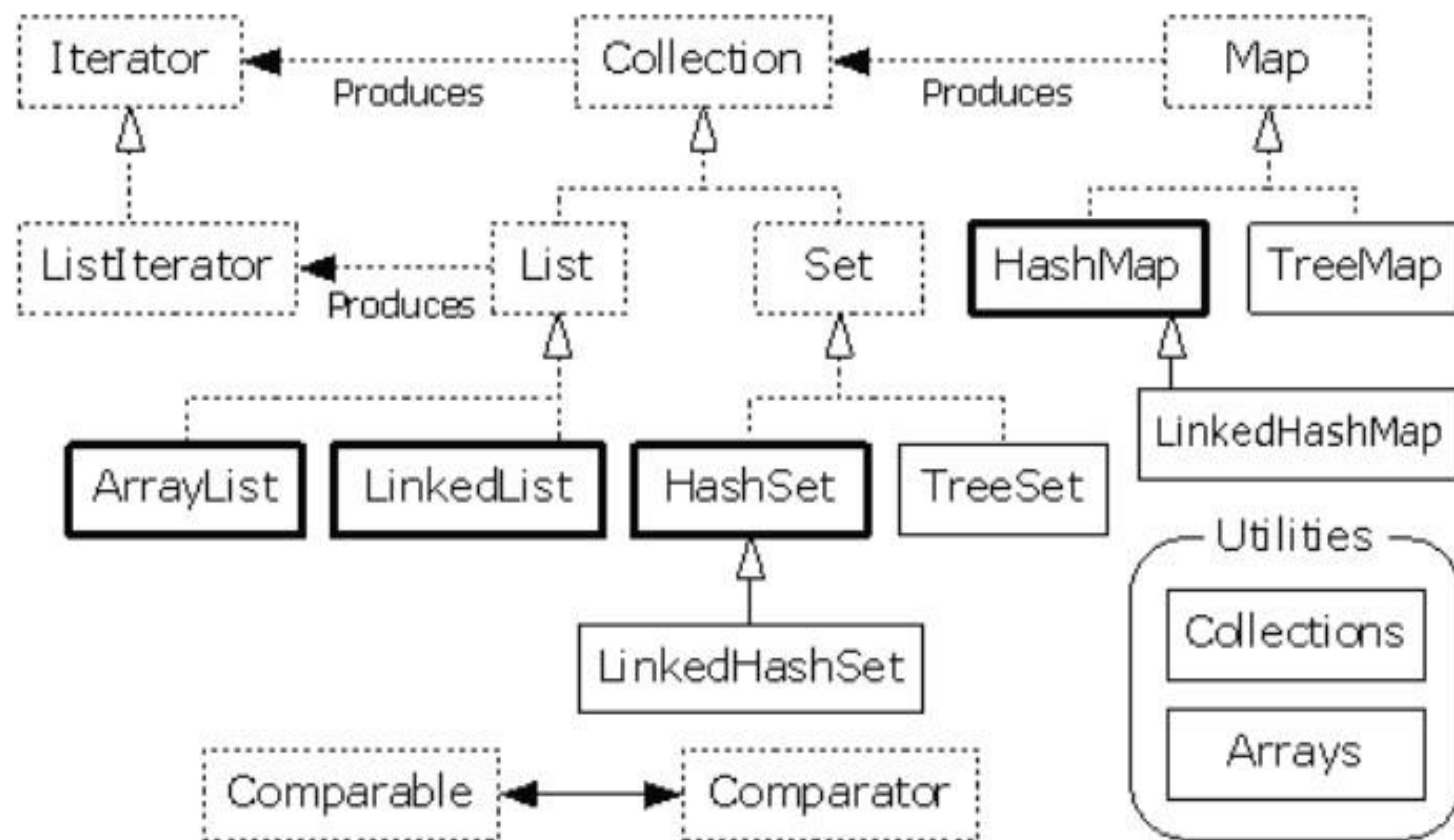 Iterator
Collection
Map
Produces
Produces
ListIterator
List
Set
HashMap
TreeMap
Produces
LinkedHashMap
ArrayList
LinkedList
HashSet
TreeSet
Utilities
Collections
LinkedHashSet
Arrays
Comparable
Comparator